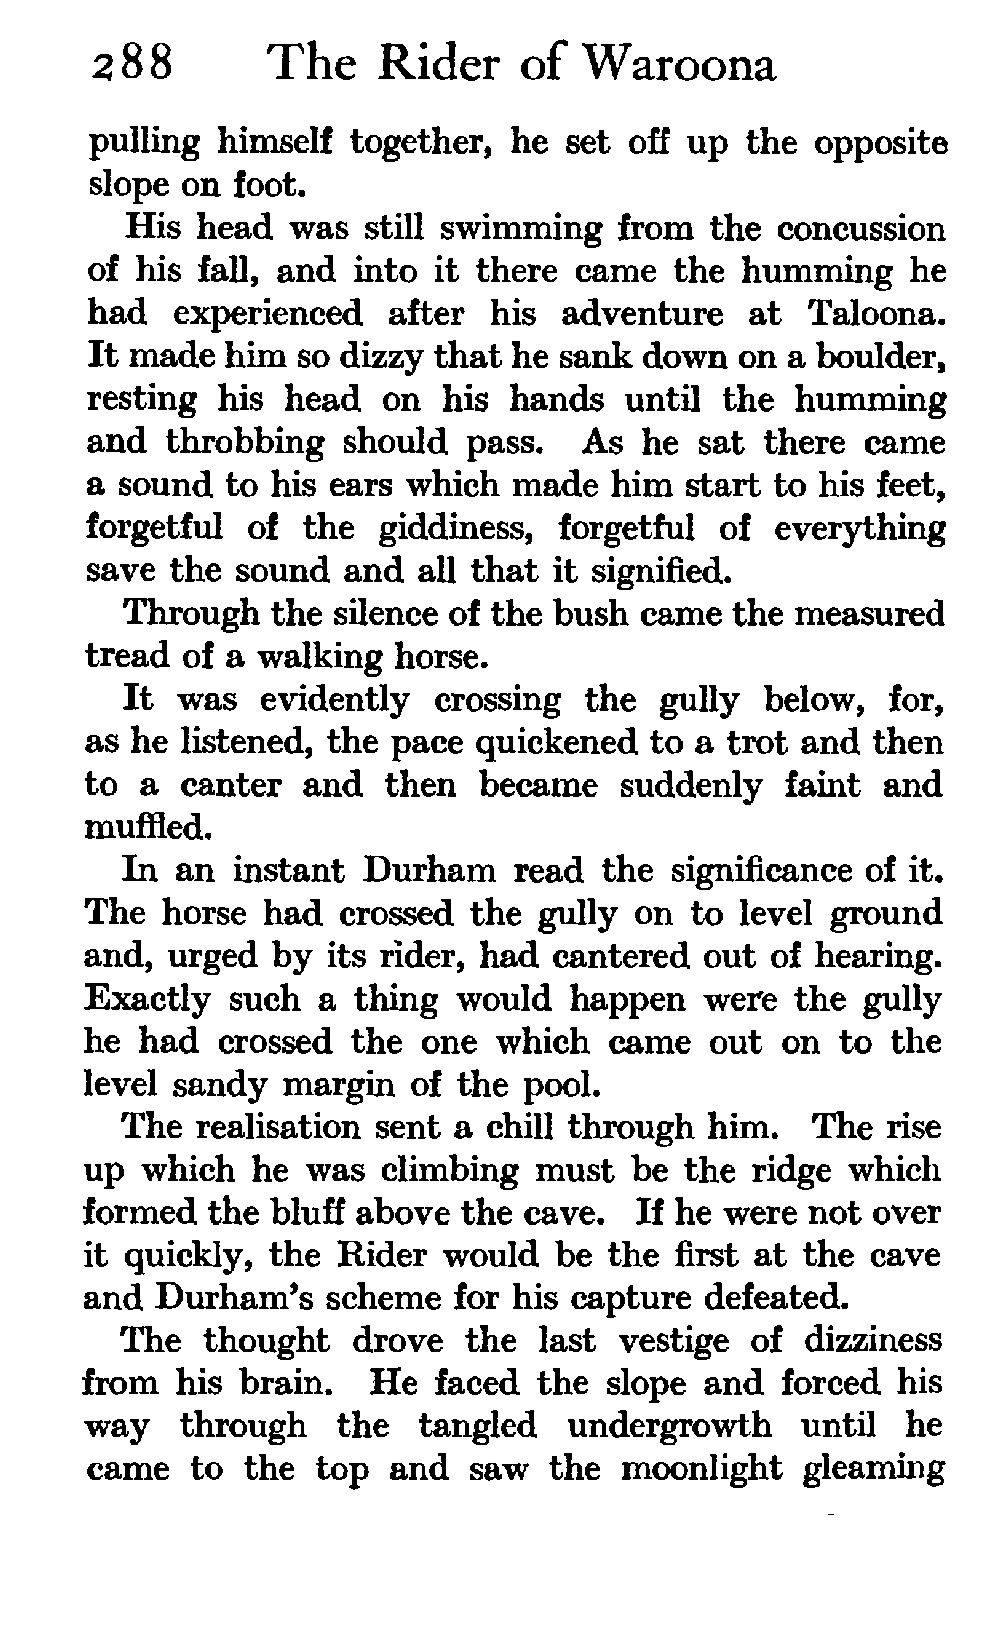 288 The Rider of Waroona
pulling himself together, he set off up the opposite
slope on foot.
His head was still swimming from the concussion
of his fall, and into it there came the humming he
had experienced after his adventure at Taloona.
It made him so dizzy that he sank down on a boulder,
resting his head on his hands until the humming
and throbbing should pass. As he sat there came
a sound to his ears which made him start to his feet,
forgetful of the giddiness, forgetful of everything
save the sound and all that it signified.
Through the silence of the bush came the measured
tread of a walking horse.
It was evidently crossing the gully below, for,
as he listened, the pace quickened to a trot and then
to a canter and then became suddenly faint and
muffled.
In an instant Durham read the significance of it.
The horse had crossed the gully on to level ground
and, urged by its rider, had cantered out of hearing.
Exactly such a thing would happen were the gully
he had crossed the one which came out on to the
level sandy margin of the pool.
The realisation sent a chill through him. The rise
up which he was climbing must be the ridge which
formed the bluff above the cave. If he were not over
it quickly, the Rider would be the first at the cave
and Durham's scheme for his capture defeated.
The thought drove the last vestige of dizziness
from his brain. He faced the slope and forced his
way through the tangled undergrowth until he
came to the top and saw the moonlight gleaming